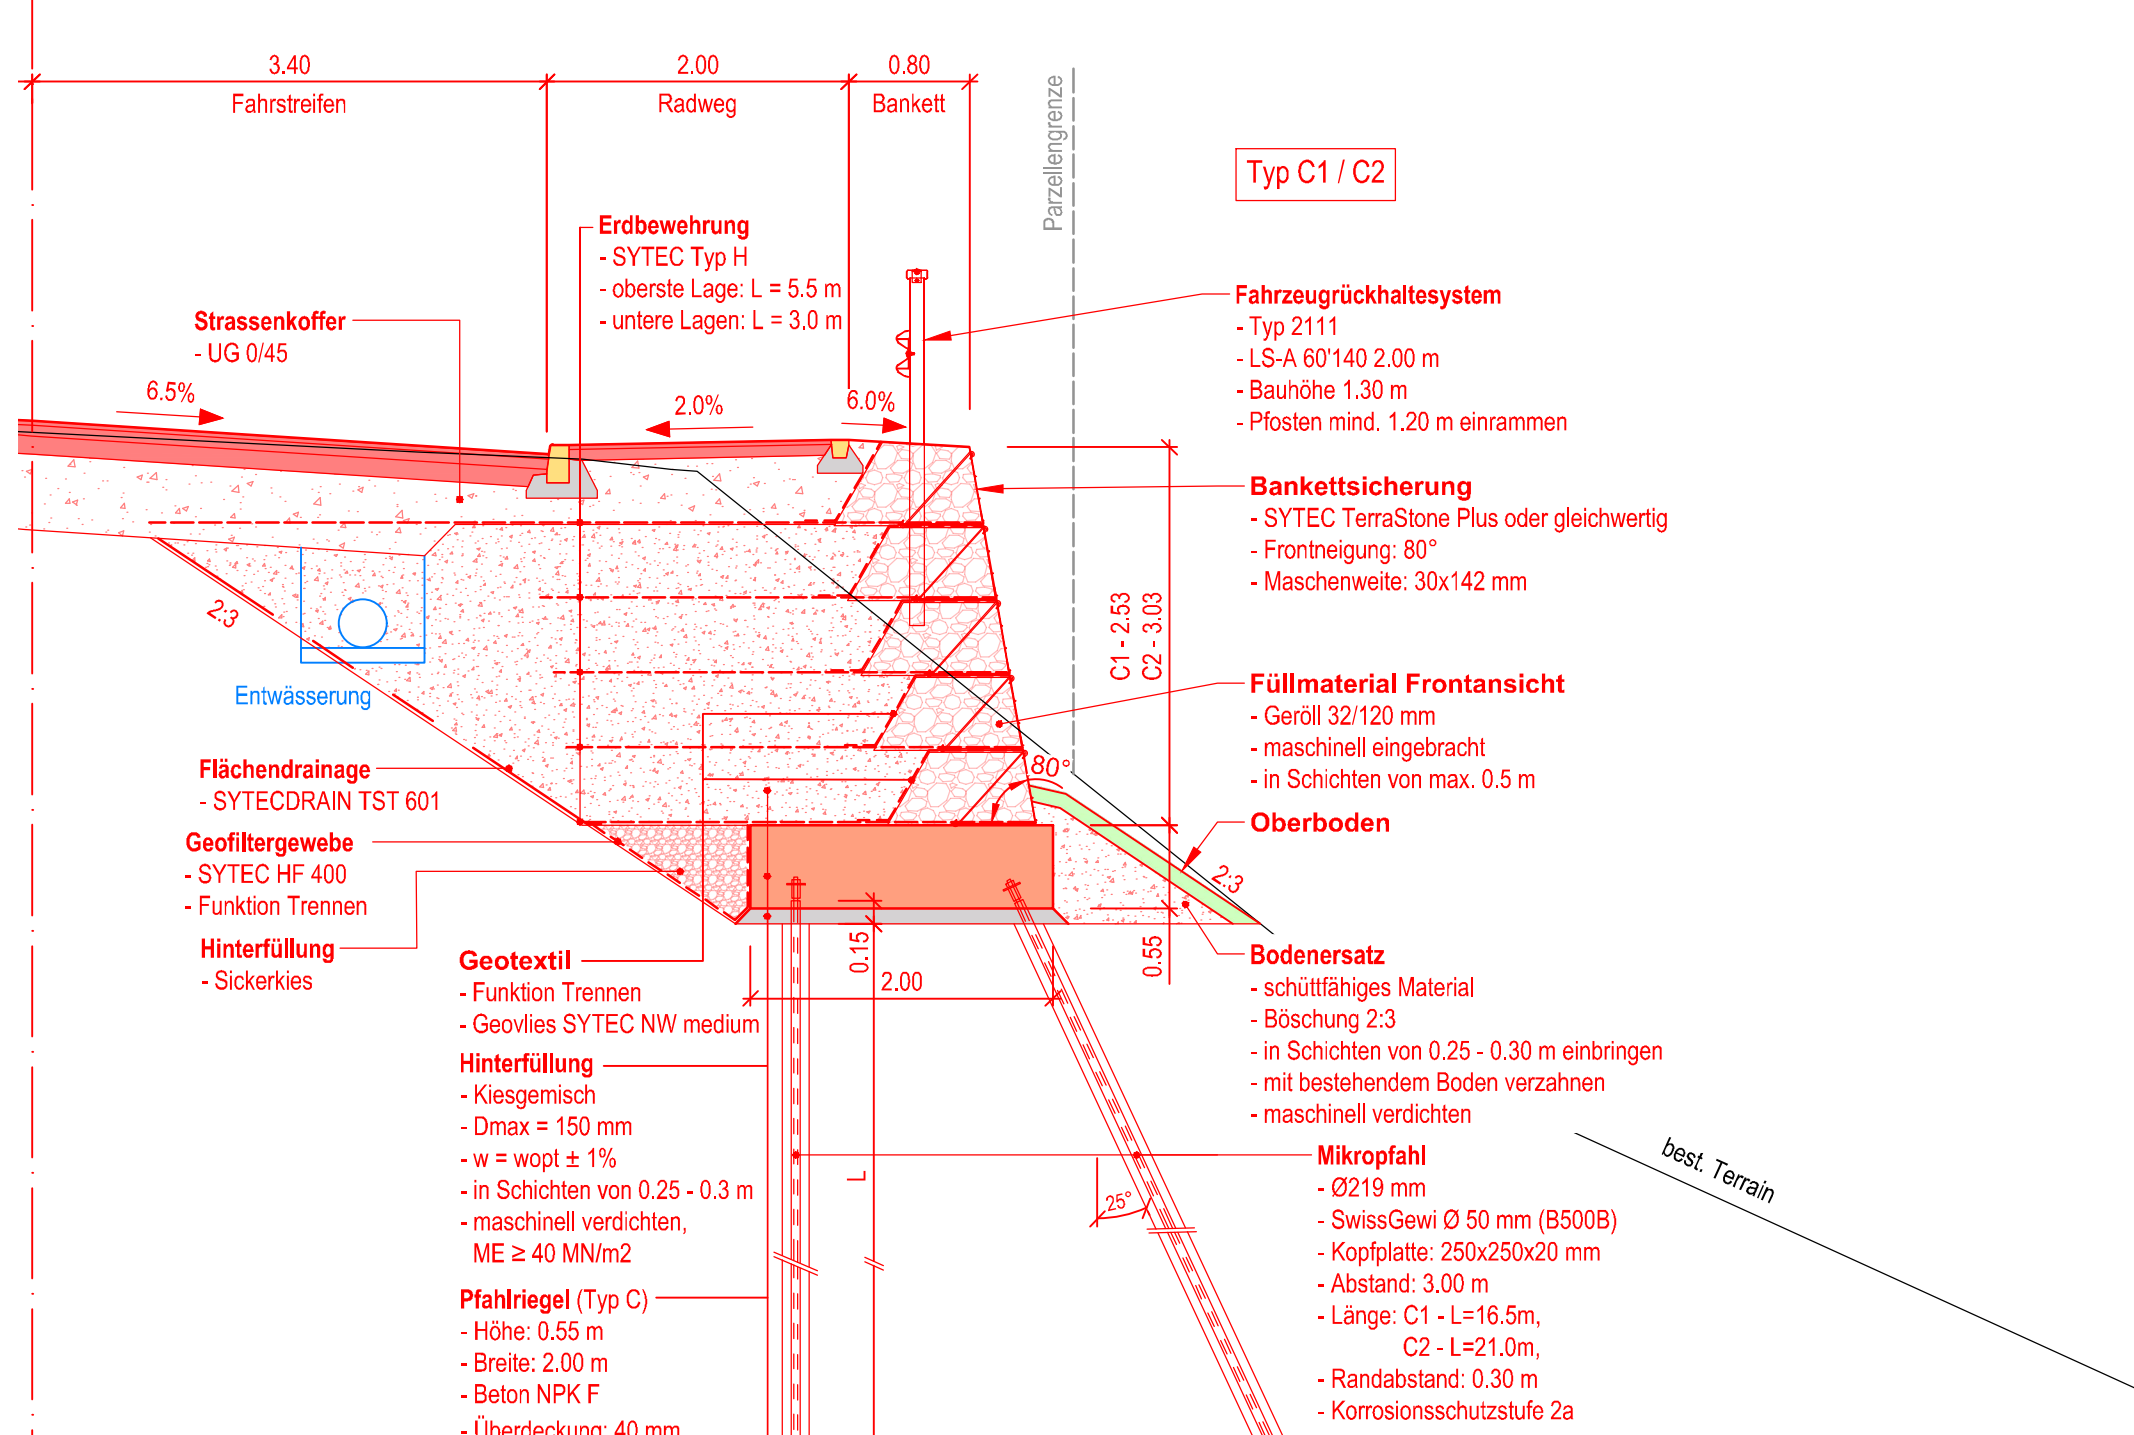 3.40
2.00
0.80
Fahrstreifen
Radweg
Bankett
Parzellengrenze
Typ C1 / C2
Erdbewehrung
- SYTEC Typ H
- oberste Lage: L = 5.5 m
- untere Lagen: L = 3.0 m
Strassenkoffer
- UG 0/45
6.5%
2.0%
6.0%
Fahrzeugrückhaltesystem
- Typ 2111
- LS-A 60'140 2.00 m
- Bauhöhe 1.30 m
- Pfosten mind. 1.20 m einrammen
Bankettsicherung
- SYTEC TerraStone Plus oder gleichwertig
- Frontneigung: 80°
- Maschenweite: 30x142 mm
C1 - 2.53
C2 - 3.03
2:3
Entwässerung
Füllmaterial Frontansicht
- Geröll 32/120 mm
- maschinell eingebracht
- in Schichten von max. 0.5 m
80°
Flächendrainage
- SYTECDRAIN TST 601
Oberboden
Geofiltergewebe
- SYTEC HF 400
- Funktion Trennen
2:3
Hinterfüllung
- Sickerkies
0.15
0.55
2.00
Geotextil
- Funktion Trennen
- Geovlies SYTEC NW medium
Bodenersatz
- schüttfähiges Material
- Böschung 2:3
- in Schichten von 0.25 - 0.30 m einbringen
- mit bestehendem Boden verzahnen
- maschinell verdichten
Hinterfüllung
- Kiesgemisch
- Dmax = 150 mm
- w = wopt ± 1%
- in Schichten von 0.25 - 0.3 m
- maschinell verdichten,
ME ≥ 40 MN/m2
L
25°
Mikropfahl
- Ø219 mm
- SwissGewi Ø 50 mm (B500B)
- Kopfplatte: 250x250x20 mm
- Abstand: 3.00 m
- Länge: C1 - L=16.5m,
C2 - L=21.0m,
- Randabstand: 0.30 m
- Korrosionsschutzstufe 2a
best. Terrain
Pfahlriegel (Typ C)
- Höhe: 0.55 m
- Breite: 2.00 m
- Beton NPK F
- Überdeckung: 40 mm